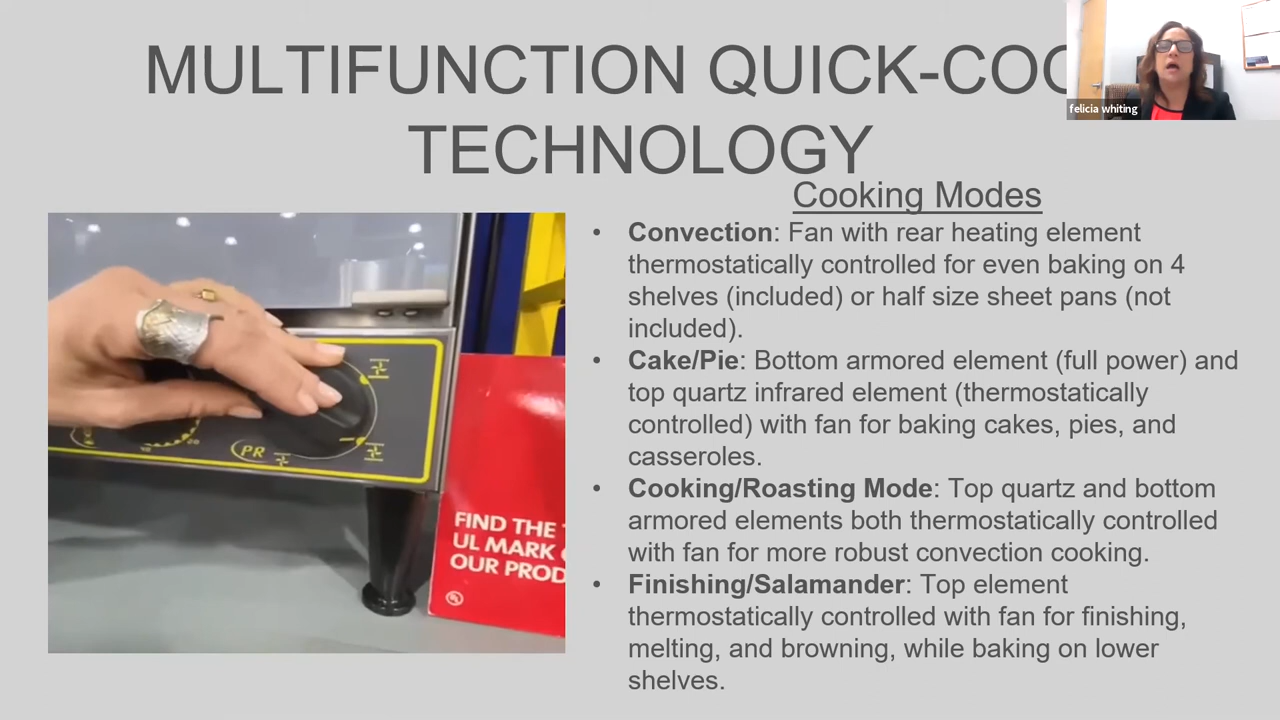 MULTIFUNCTION QUICK-COO
TECHNOLOGY
felicia whiting
Cooking Modes
• Convection: Fan with rear heating element
thermostatically controlled for even baking on 4
shelves (included) or half size sheet pans (not
included).
• Cake/Pie: Bottom armored element (full power) and
top quartz infrared element (thermostatically
controlled) with fan for baking cakes, pies, and
casseroles.
• Cooking/Roasting Mode: Top quartz and bottom
armored elements both thermostatically controlled
with fan for more robust convection cooking.
• Finishing/Salamander: Top element
thermostatically controlled with fan for finishing,
melting, and browning, while baking on lower
shelves.
PR
FIND THE
UL MARK
OUR PROD
UL